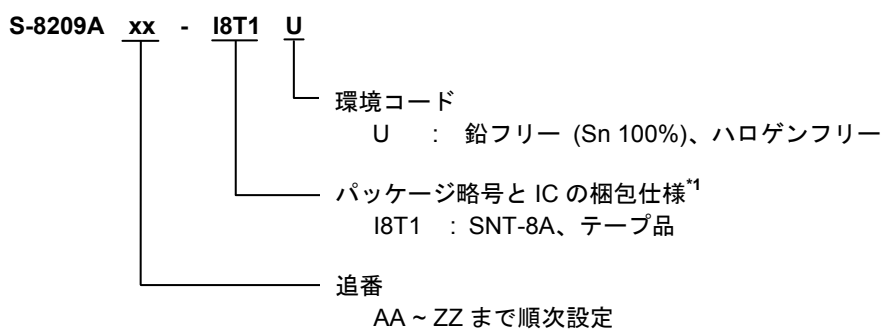 S-8209A xx - I8T1 U
環境コード
U : 鉛フリー (Sn 100%)、ハロゲンフリー
パッケージ略号と IC の梱包仕様*1
I8T1 : SNT-8A、テープ品
追番
AA ~ ZZ まで順次設定